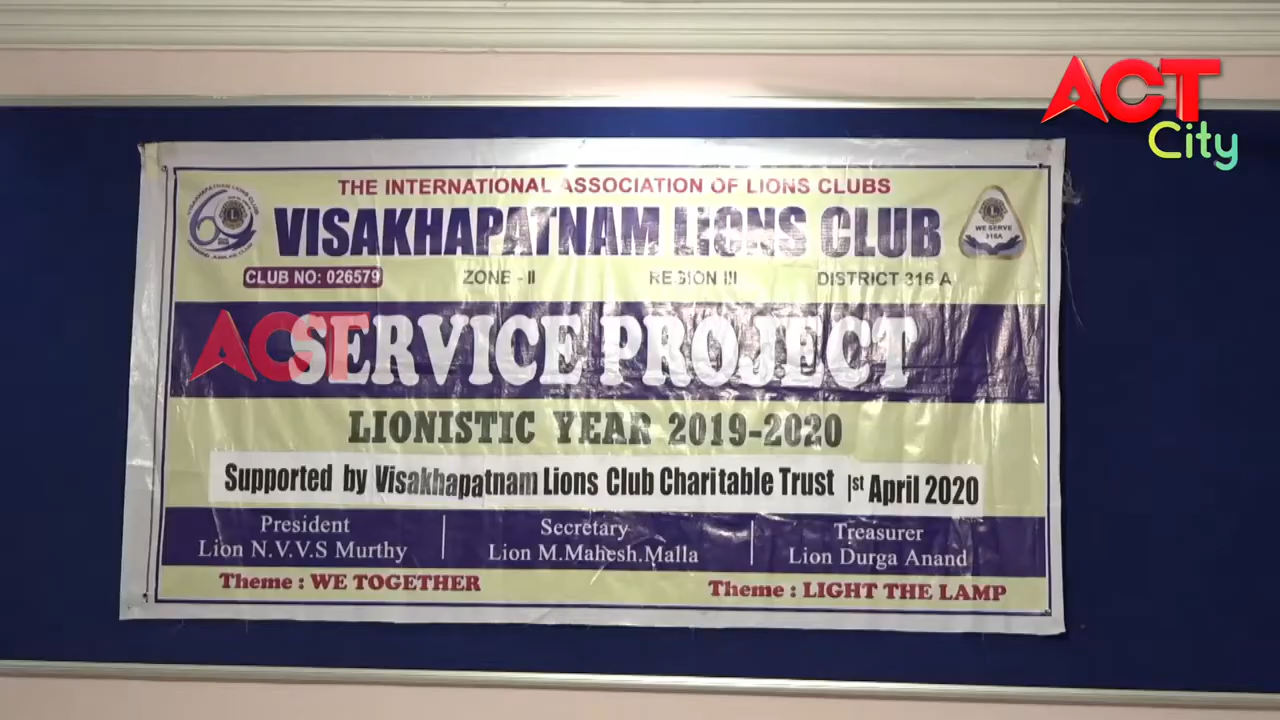 ACT
City
THE INTERNATIONAL ASSOCIATION OF LIONS CLUBS
VISAKHAPATNAM LIONS CLUB
WE SERVE
316A
CLUB NO: 026579 ZONE - II REGION III DISTRICT 316 A
ACT
SERVICE PROJECT
LIONISTIC YEAR 2019-2020
Supported by Visakhapatnam Lions Club Charitable Trust 1st April 2020
President Secretary Treasurer
Lion N.V.V.S Murthy Lion M.Mahesh.Malla Lion Durga Anand
Theme : WE TOGETHER Theme : LIGHT THE LAMP